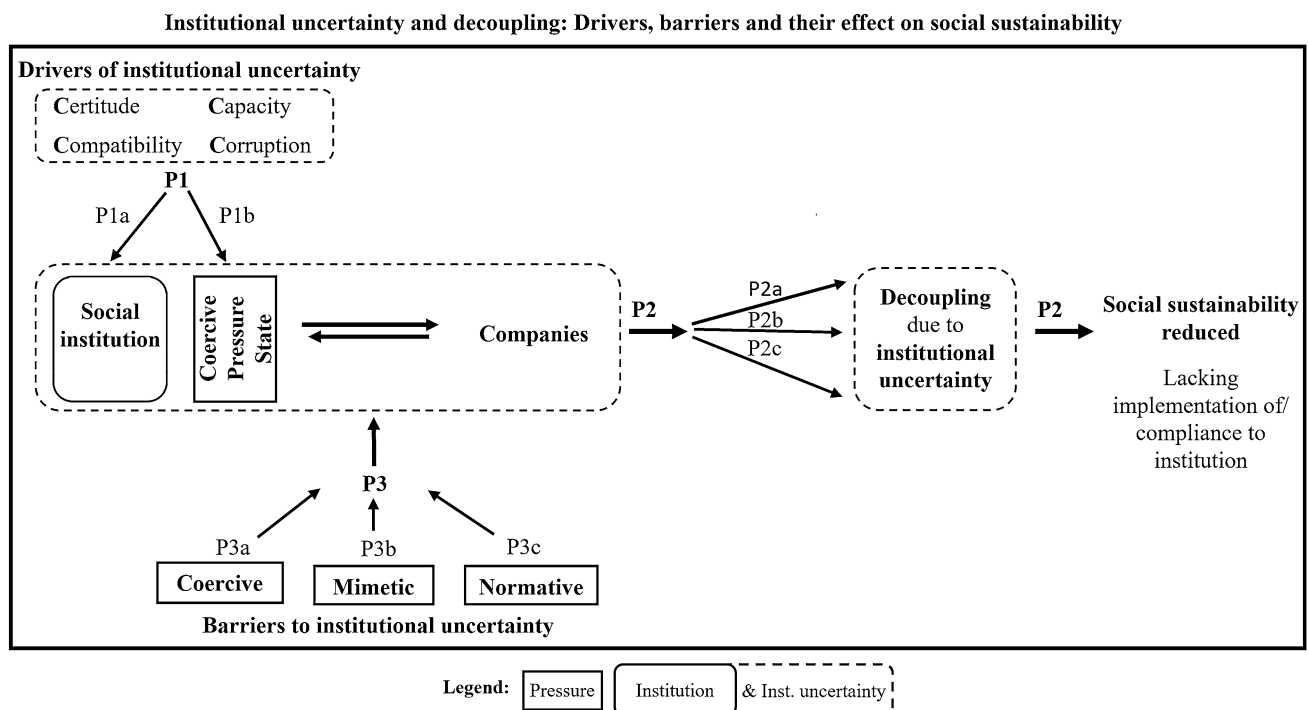 Institutional uncertainty and decoupling: Drivers, barriers and their effect on social sustainability
Drivers of institutional uncertainty
Certitude Capacity
Compatibility Corruption
P1
P1a P1b
Social
institution
Coercive
Pressure
State
Companies
P2
P2a
P2b
P2c
Decoupling
due to
institutional
uncertainty
P2
Social sustainability
reduced
Lacking
implementation of/
compliance to
institution
P3
P3a P3b P3c
Coercive Mimetic Normative
Barriers to institutional uncertainty
Legend: Pressure Institution & Inst. uncertainty